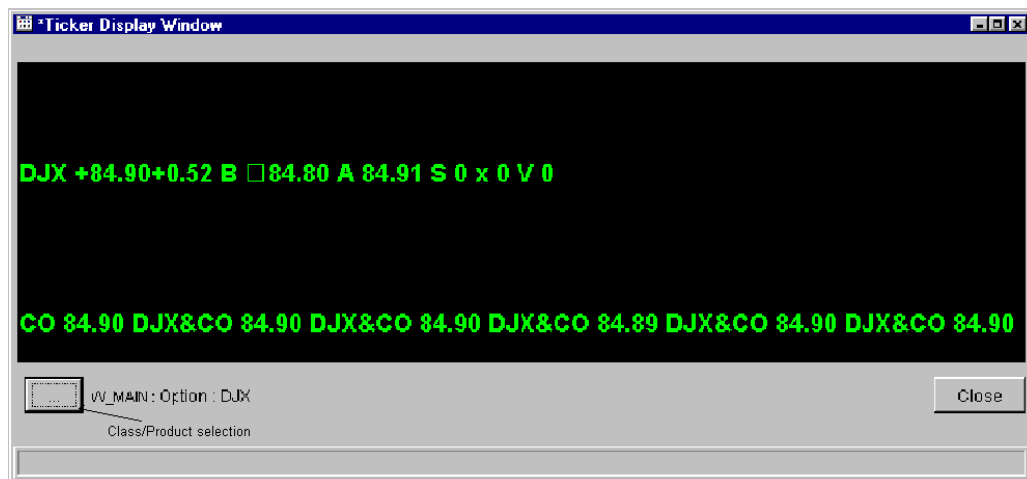 *Ticker Display Window
DJX +84.90+0.52 B □84.80 A 84.91 S 0 x 0 V 0
CO 84.90 DJX&CO 84.90 DJX&CO 84.90 DJX&CO 84.89 DJX&CO 84.90 DJX&CO 84.90
... W_MAIN : Option : DJX
Close
Class/Product selection